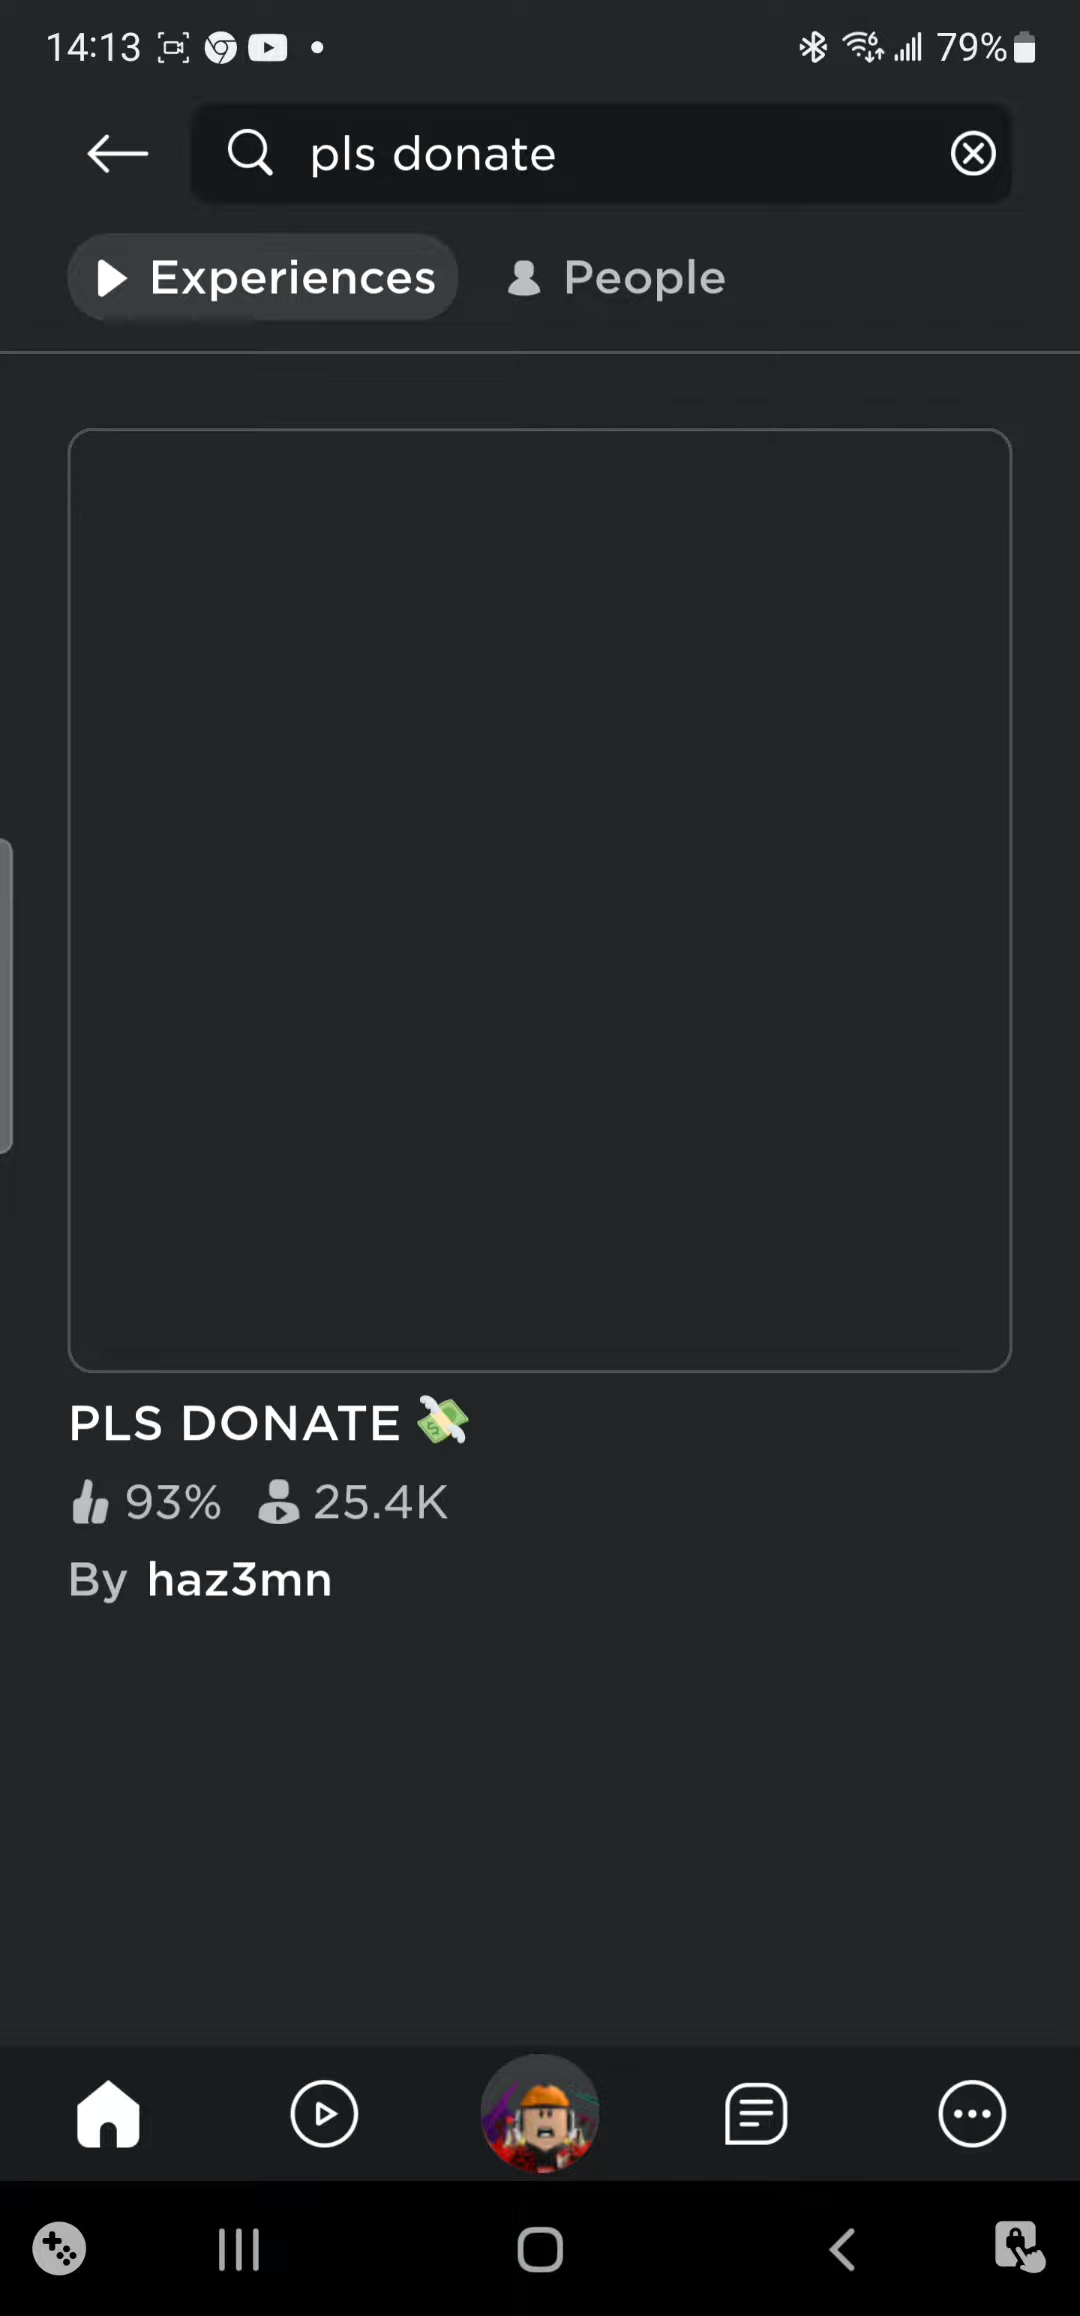 14:13
79%
pls donate
Experiences
People
PLS DONATE 💸
93% 25.4K
By haz3mn